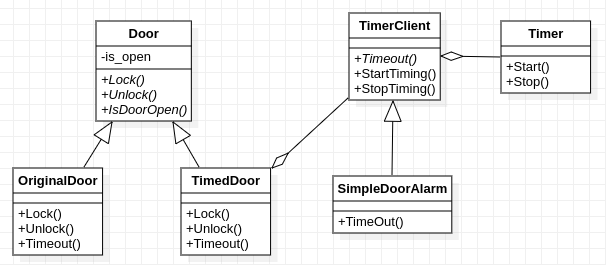 Door
-is_open
+Lock()
+Unlock()
+IsDoorOpen()
TimerClient
+Timeout()
+StartTiming()
+StopTiming()
Timer
+Start()
+Stop()
OriginalDoor
+Lock()
+Unlock()
+Timeout()
TimedDoor
+Lock()
+Unlock()
+Timeout()
SimpleDoorAlarm
+TimeOut()